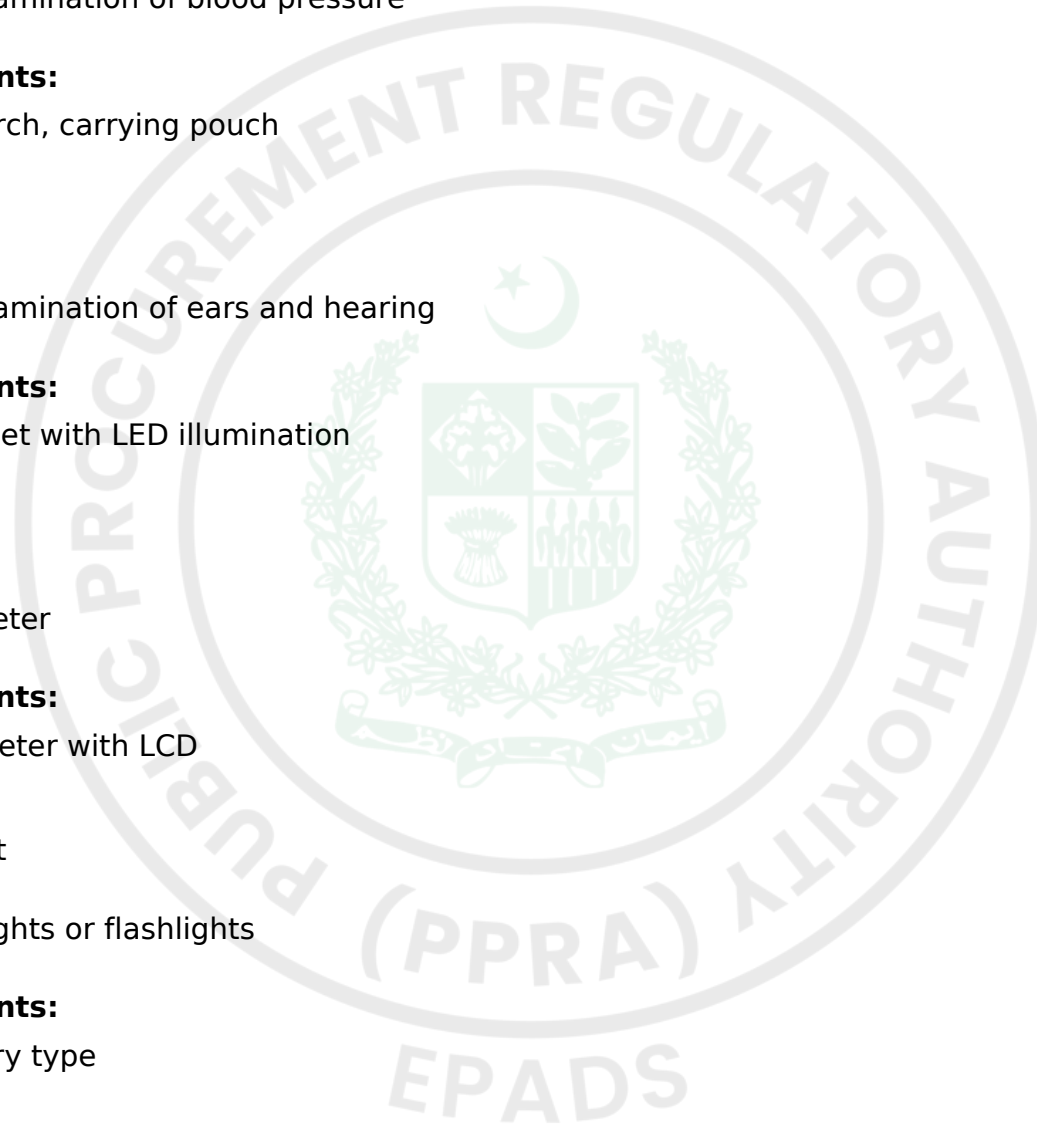 amination of blood pressure
nts:
rch, carrying pouch
amination of ears and hearing
nts:
et with LED illumination
eter
nts:
eter with LCD
t
ghts or flashlights
nts:
ry type
PUBLIC PROCUREMENT REGULATORY AUTHORITY
(PPRA)
EPADS